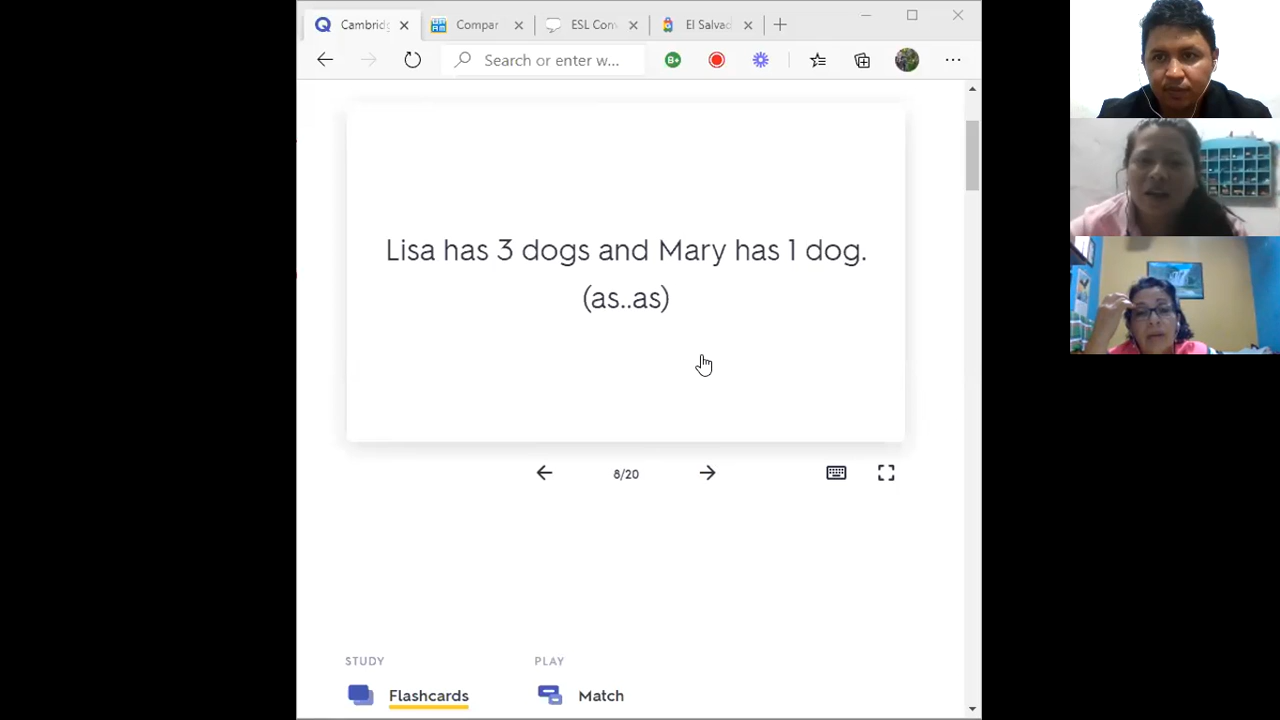 Cambridg
Compar
ESL Con
El Salvad
Search or enter w...
B+
Lisa has 3 dogs and Mary has 1 dog.
(as..as)
8/20
STUDY
PLAY
Flashcards
Match